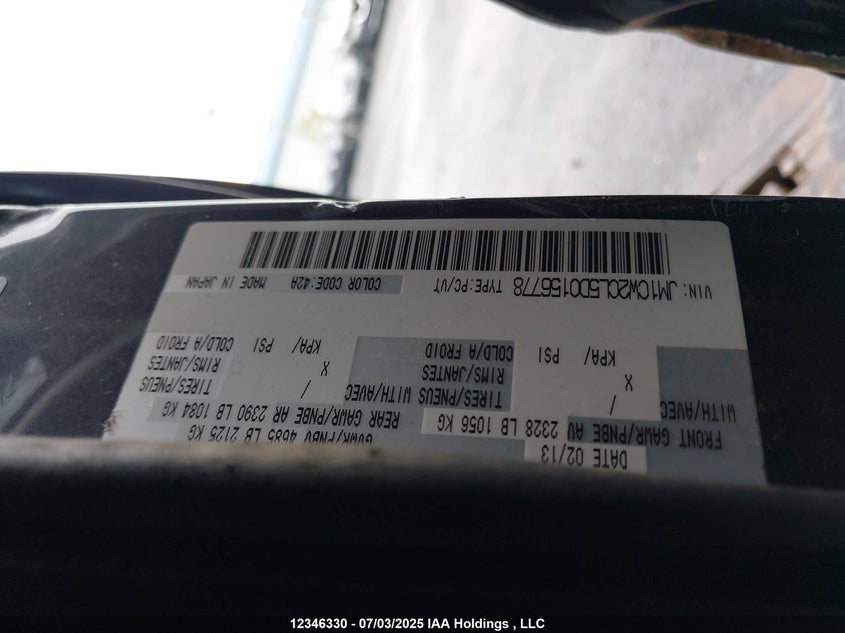 DATE 02/13
GVWR/PNBV 4685 LB 2125 KG
FRONT GAWR/PNBE AV 2328 LB 1056 KG
REAR GAWR/PNBE AR 2390 LB 1084 KG
WITH/AVEC / TIRES/PNEUS
X RIMS/JANTES
KPA/ PSI COLD/A FROID
WITH/AVEC / TIRES/PNEUS
X RIMS/JANTES
KPA/ PSI COLD/A FROID
VIN: JM1CW2CL5D0156778 TYPE:PC/VT COLOR CODE:42A MADE IN JAPAN
12346330 - 07/03/2025 IAA Holdings , LLC